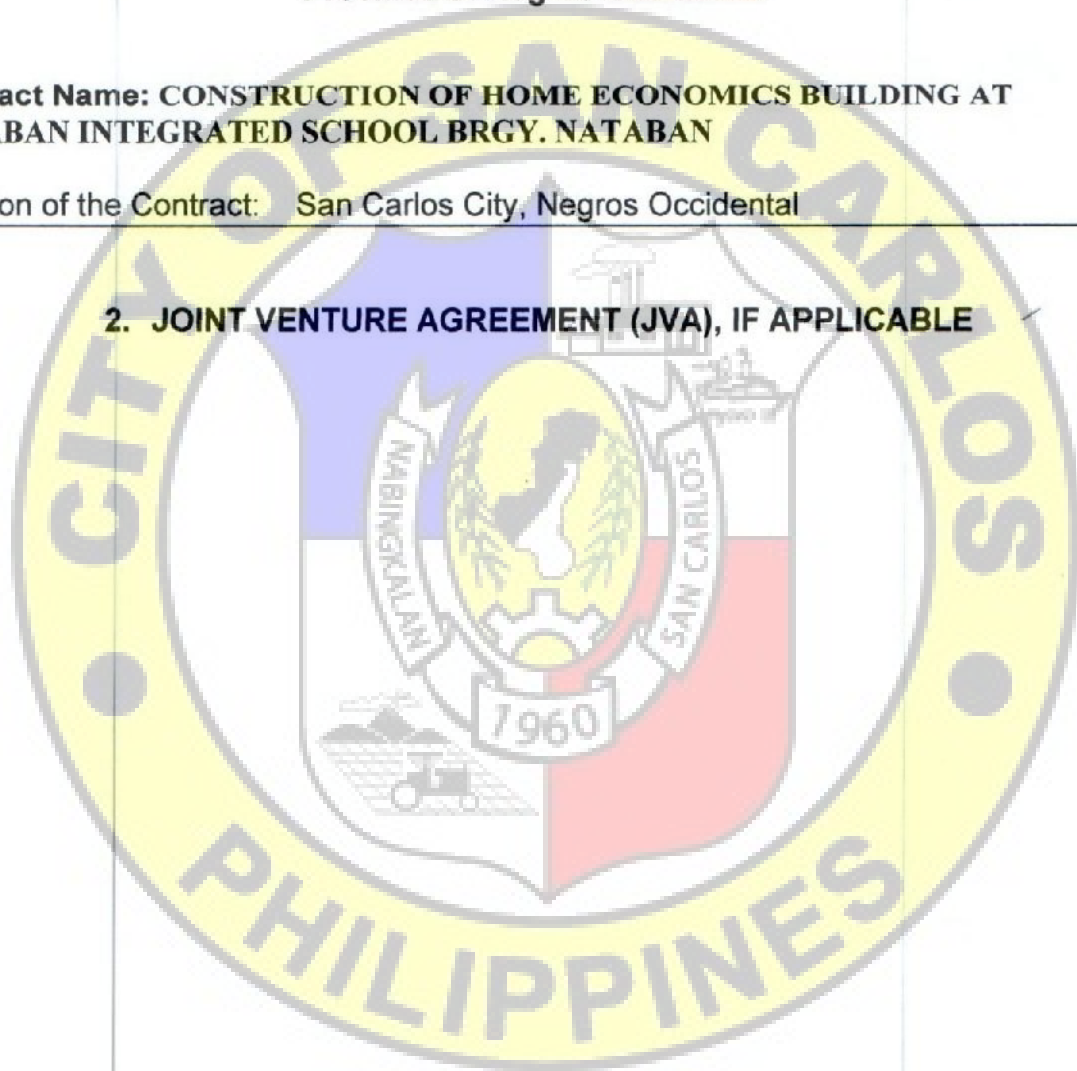 act Name: CONSTRUCTION OF HOME ECONOMICS BUILDING AT
ABAN INTEGRATED SCHOOL BRGY. NATABAN
on of the Contract: San Carlos City, Negros Occidental
2. JOINT VENTURE AGREEMENT (JVA), IF APPLICABLE
CITY OF SAN CARLOS
NABINGKALAN
SAN CARLOS
1960
PHILIPPINES